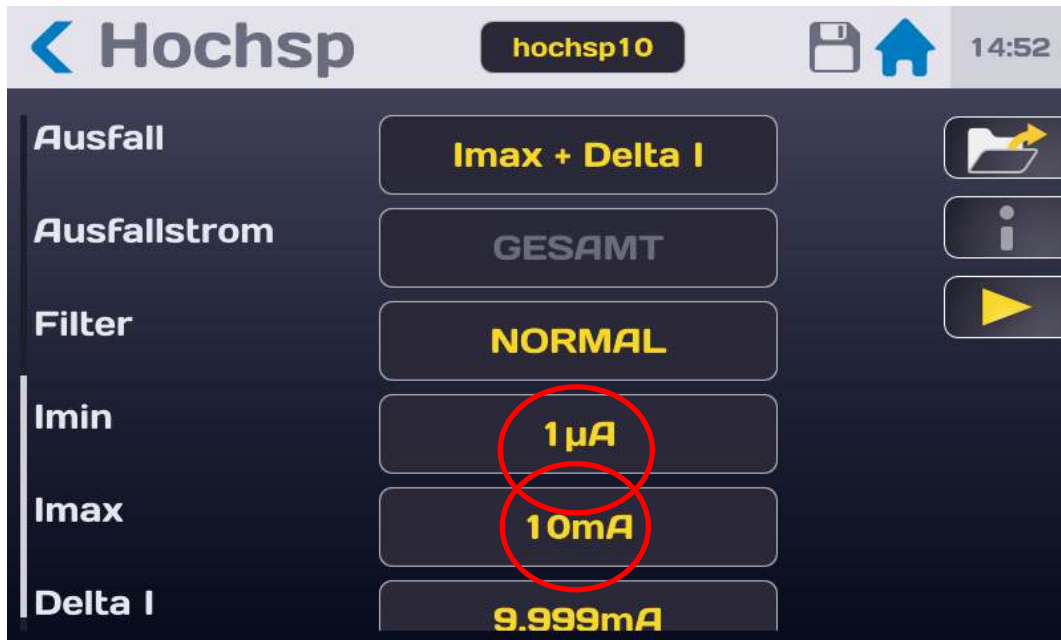 Hochsp hochsp10 14:52
Ausfall Imax + Delta I
Ausfallstrom GESAMT
Filter NORMAL
Imin 1µA
Imax 10mA
Delta I 9.999mA